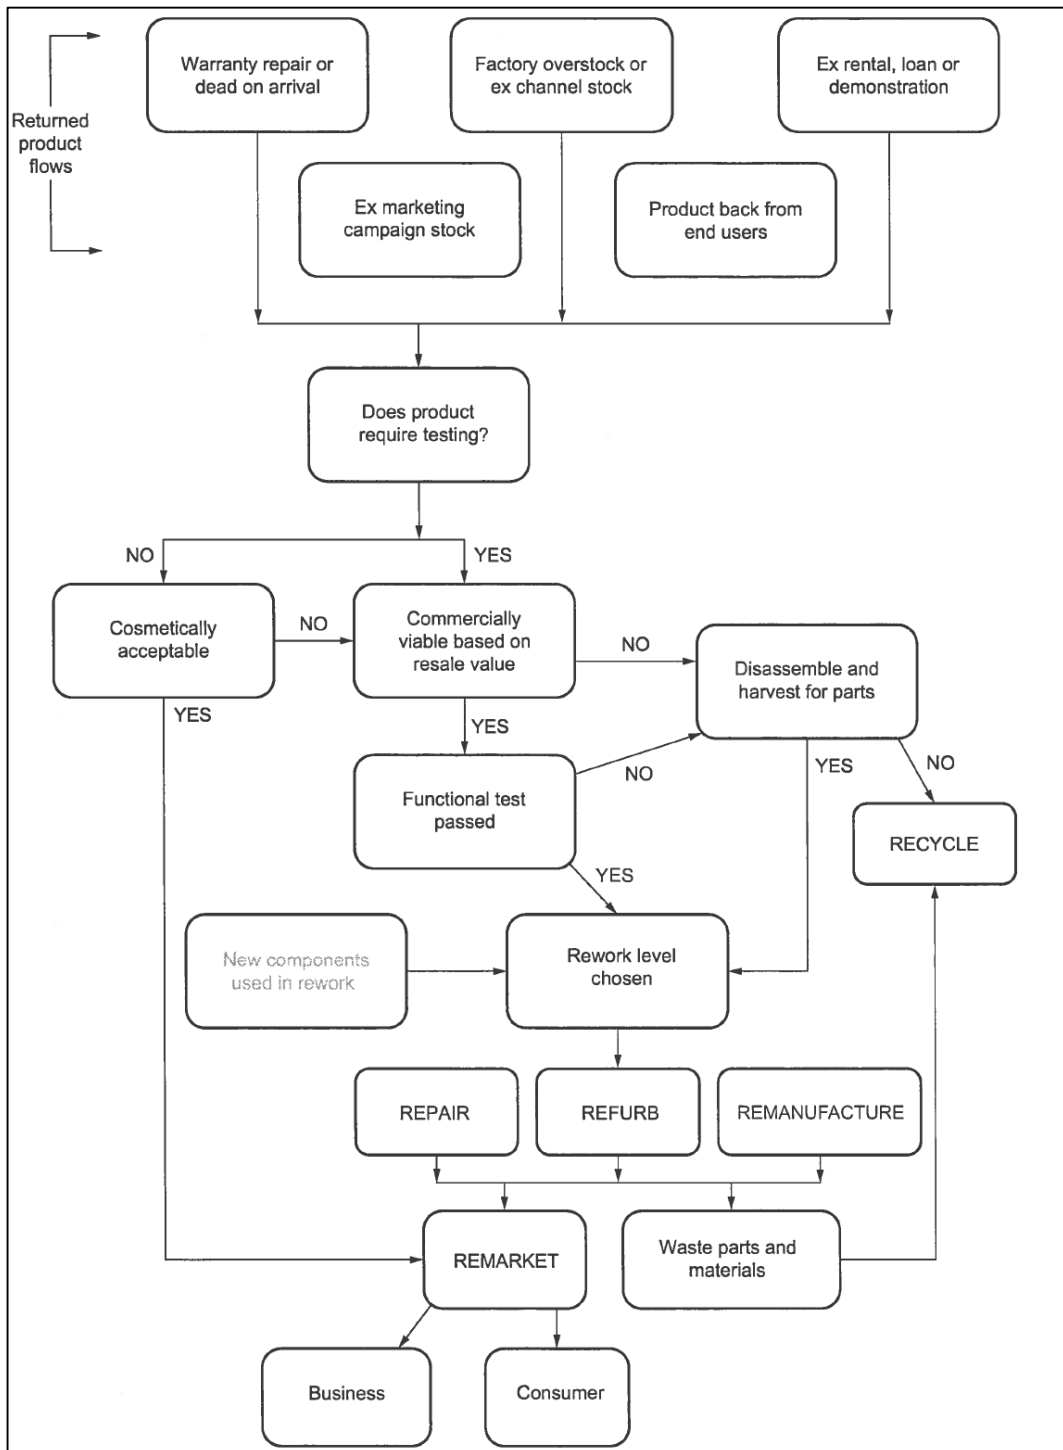 Warranty repair or
dead on arrival
Factory overstock or
ex channel stock
Ex rental, loan or
demonstration
Returned
product
flows
Ex marketing
campaign stock
Product back from
end users
Does product
require testing?
NO
YES
Cosmetically
acceptable
NO
Commercially
viable based on
resale value
NO
Disassemble and
harvest for parts
YES
YES
NO
YES
NO
Functional test
passed
RECYCLE
YES
New components
used in rework
Rework level
chosen
REPAIR
REFURB
REMANUFACTURE
REMARKET
Waste parts and
materials
Business
Consumer